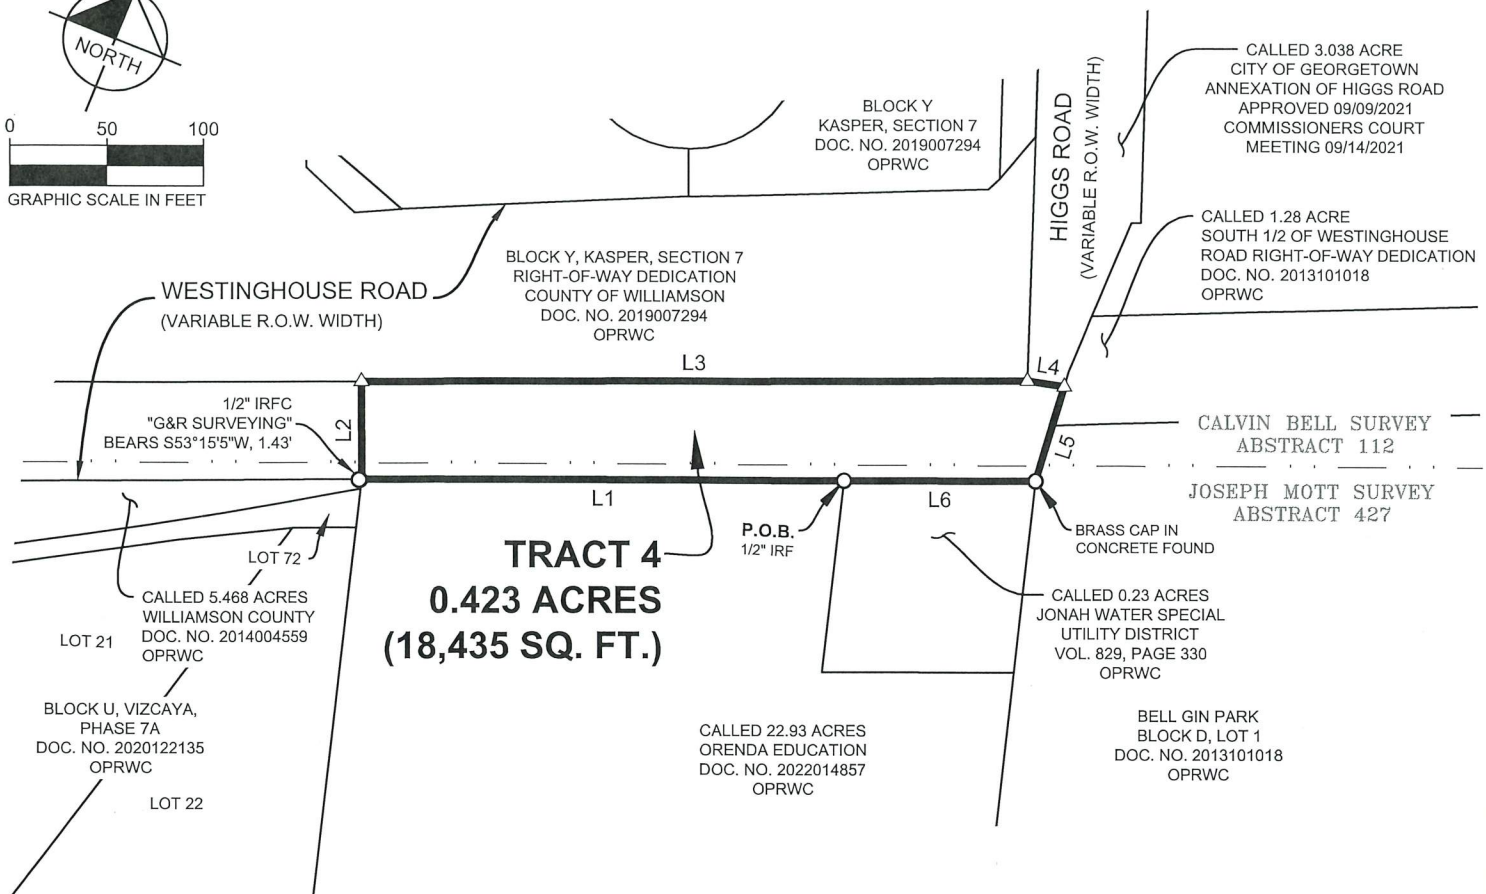 NORTH
0 50 100
GRAPHIC SCALE IN FEET
BLOCK Y
KASPER, SECTION 7
DOC. NO. 2019007294
OPRWC
HIGGS ROAD
(VARIABLE R.O.W. WIDTH)
CALLED 3.038 ACRE
CITY OF GEORGETOWN
ANNEXATION OF HIGGS ROAD
APPROVED 09/09/2021
COMMISSIONERS COURT
MEETING 09/14/2021
CALLED 1.28 ACRE
SOUTH 1/2 OF WESTINGHOUSE
ROAD RIGHT-OF-WAY DEDICATION
DOC. NO. 2013101018
OPRWC
WESTINGHOUSE ROAD
(VARIABLE R.O.W. WIDTH)
BLOCK Y, KASPER, SECTION 7
RIGHT-OF-WAY DEDICATION
COUNTY OF WILLIAMSON
DOC. NO. 2019007294
OPRWC
L3
L4
1/2" IRFC
"G&R SURVEYING"
BEARS S53°15'5"W, 1.43'
L2
L5
CALVIN BELL SURVEY
ABSTRACT 112
JOSEPH MOTT SURVEY
ABSTRACT 427
L1
L6
P.O.B.
1/2" IRF
BRASS CAP IN
CONCRETE FOUND
TRACT 4
0.423 ACRES
(18,435 SQ. FT.)
LOT 72
CALLED 5.468 ACRES
WILLIAMSON COUNTY
DOC. NO. 2014004559
OPRWC
LOT 21
CALLED 0.23 ACRES
JONAH WATER SPECIAL
UTILITY DISTRICT
VOL. 829, PAGE 330
OPRWC
BLOCK U, VIZCAYA,
PHASE 7A
DOC. NO. 2020122135
OPRWC
LOT 22
CALLED 22.93 ACRES
ORENDA EDUCATION
DOC. NO. 2022014857
OPRWC
BELL GIN PARK
BLOCK D, LOT 1
DOC. NO. 2013101018
OPRWC